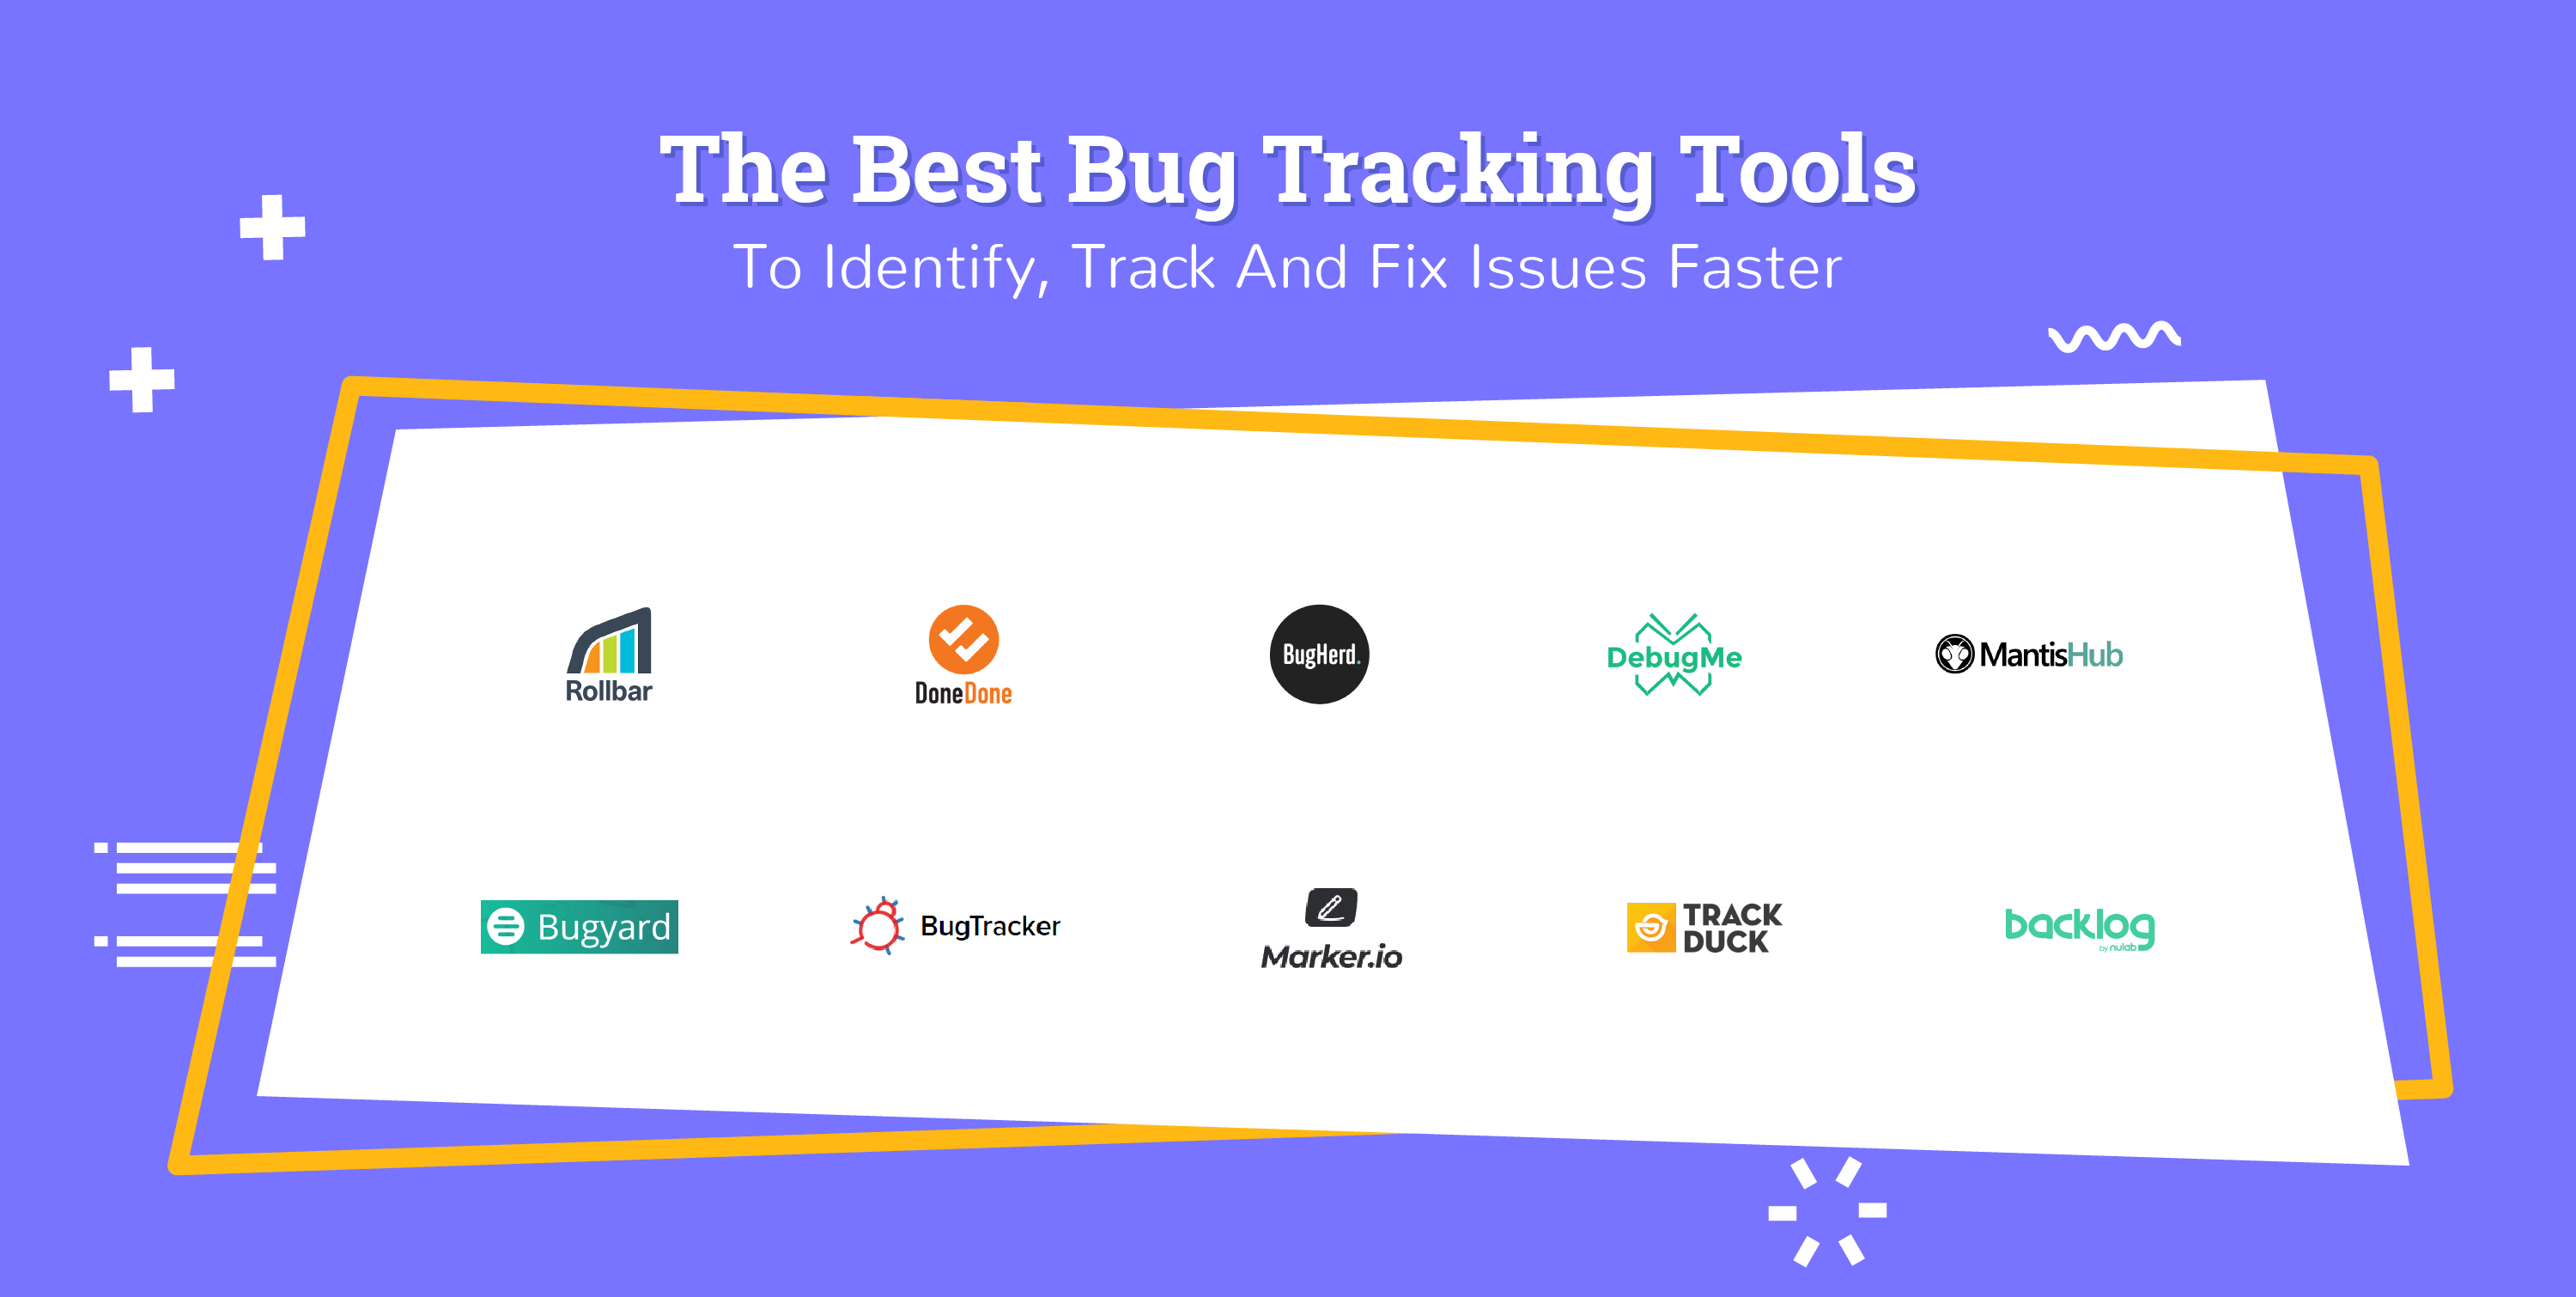 The Best Bug Tracking Tools
To Identify, Track And Fix Issues Faster
Rollbar
DoneDone
BugHerd.
DebugMe
MantisHub
Bugyard
BugTracker
Marker.io
TRACK
DUCK
backlog
by nulab